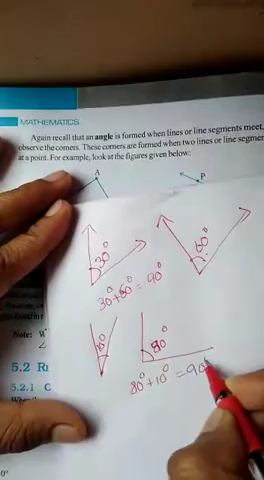 MATHEMATICS
Again recall that an angle is formed when lines or line segments meet,
observe the corners. These corners are formed when two lines or line segmen
at a point. For example, look at the figures given below:
A
P
30°
60°
30°+60° = 90°
80°
80°+10° = 90°
Note: W
5.2 Ri
5.2.1 C